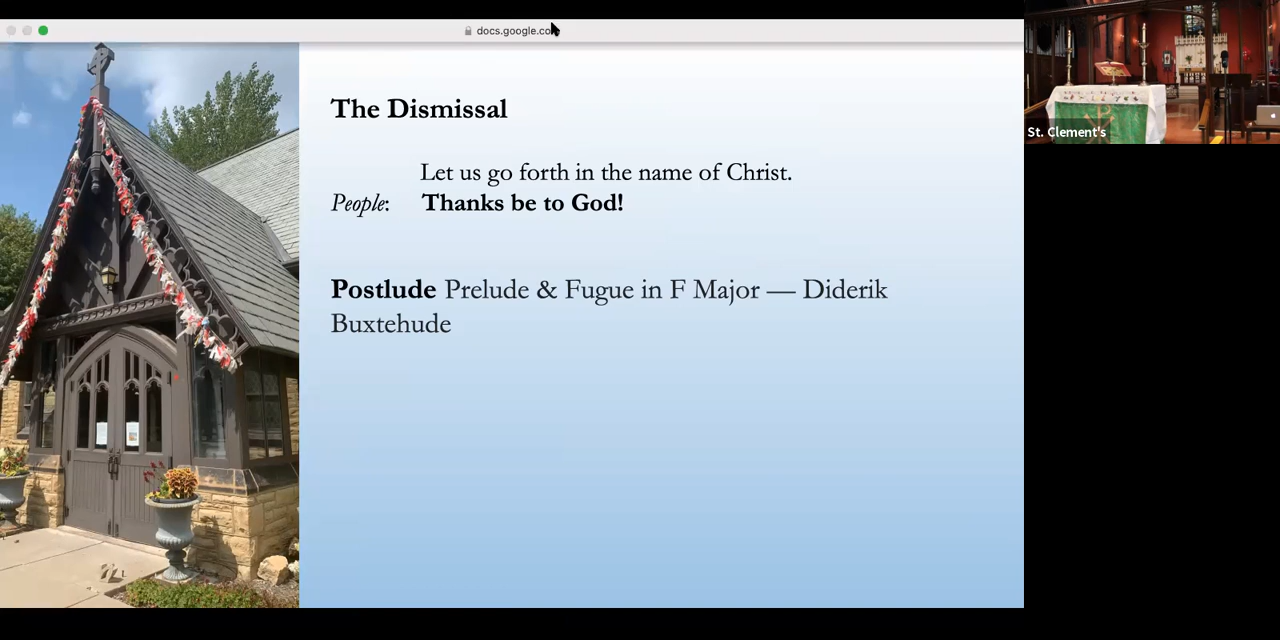 docs.google.co
The Dismissal
Let us go forth in the name of Christ.
People: Thanks be to God!
Postlude Prelude & Fugue in F Major — Diderik
Buxtehude
St. Clement's